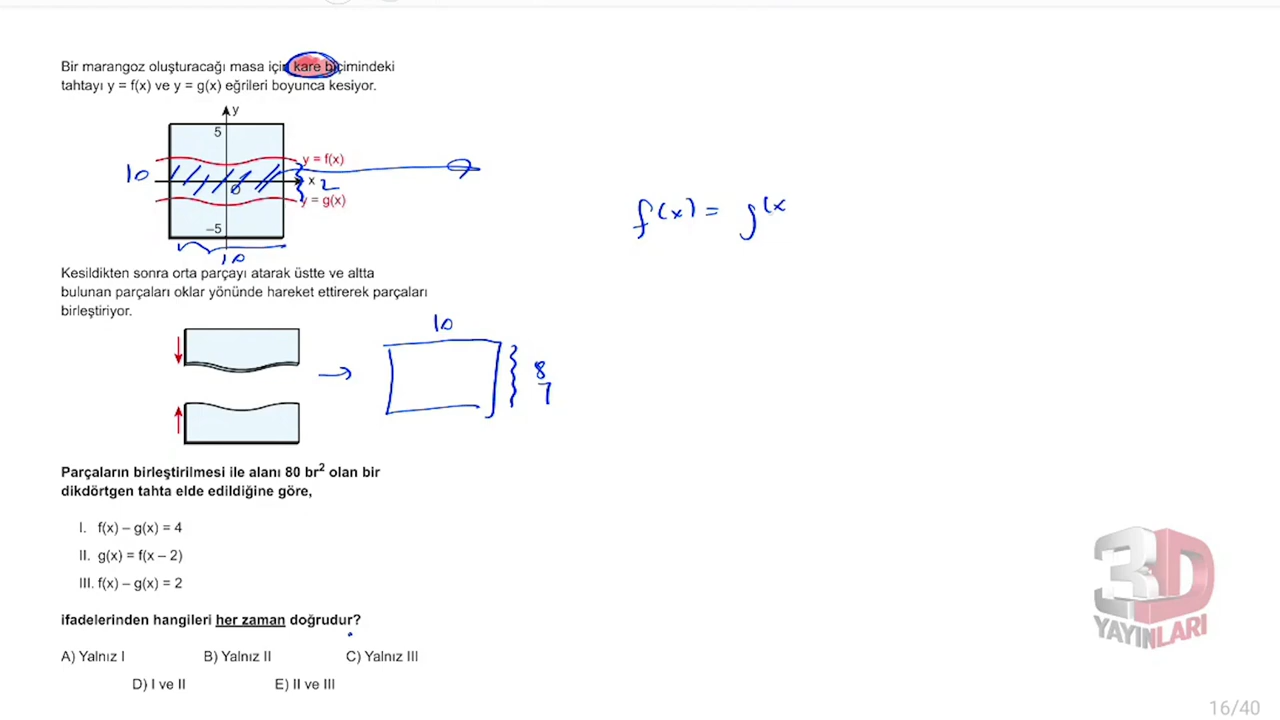 Bir marangoz oluşturacağı masa için kare biçimindeki
tahtayı y = f(x) ve y = g(x) eğrileri boyunca kesiyor.
y
5
y = f(x)
10
x 2
0
y = g(x)
–5
10
f(x) = g(x
Kesildikten sonra orta parçayı atarak üstte ve altta
bulunan parçaları oklar yönünde hareket ettirerek parçaları
birleştiriyor.
10
8
7
Parçaların birleştirilmesi ile alanı 80 br² olan bir
dikdörtgen tahta elde edildiğine göre,
I. f(x) – g(x) = 4
II. g(x) = f(x – 2)
III. f(x) – g(x) = 2
ifadelerinden hangileri her zaman doğrudur?
A) Yalnız I B) Yalnız II C) Yalnız III
D) I ve II E) II ve III
3D
YAYINLARI
16/40